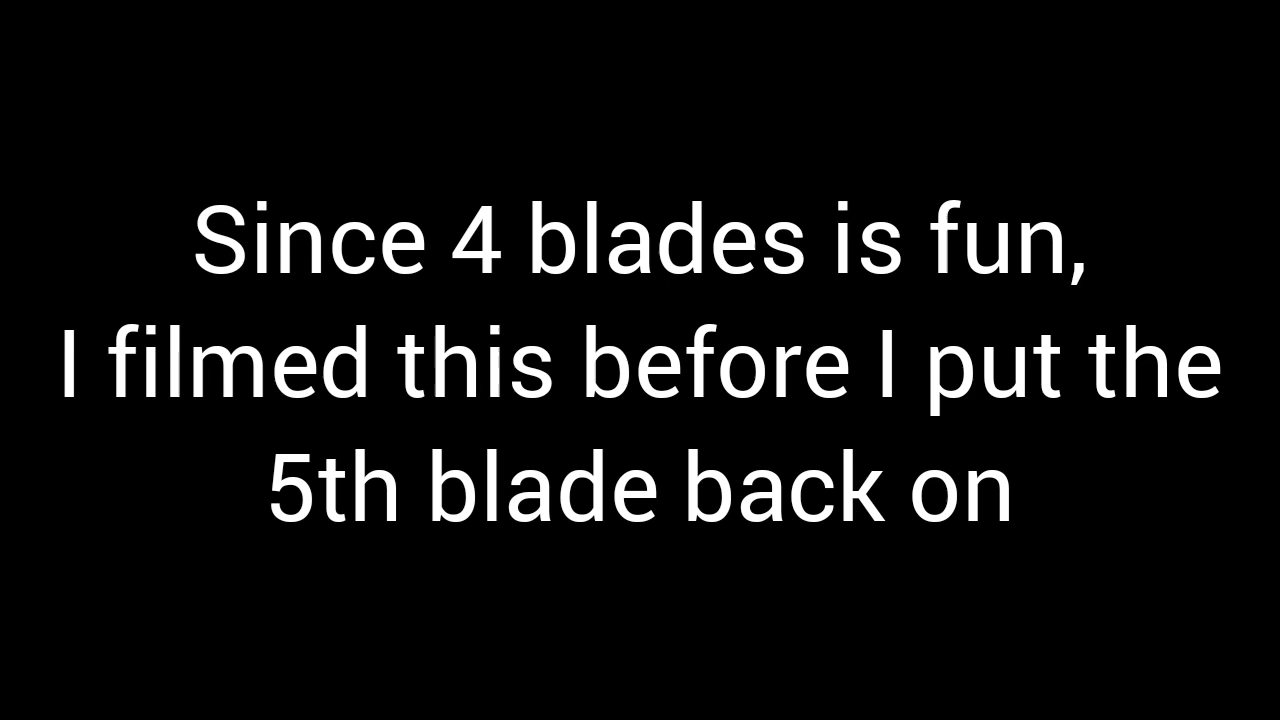 Since 4 blades is fun,
I filmed this before I put the
5th blade back on